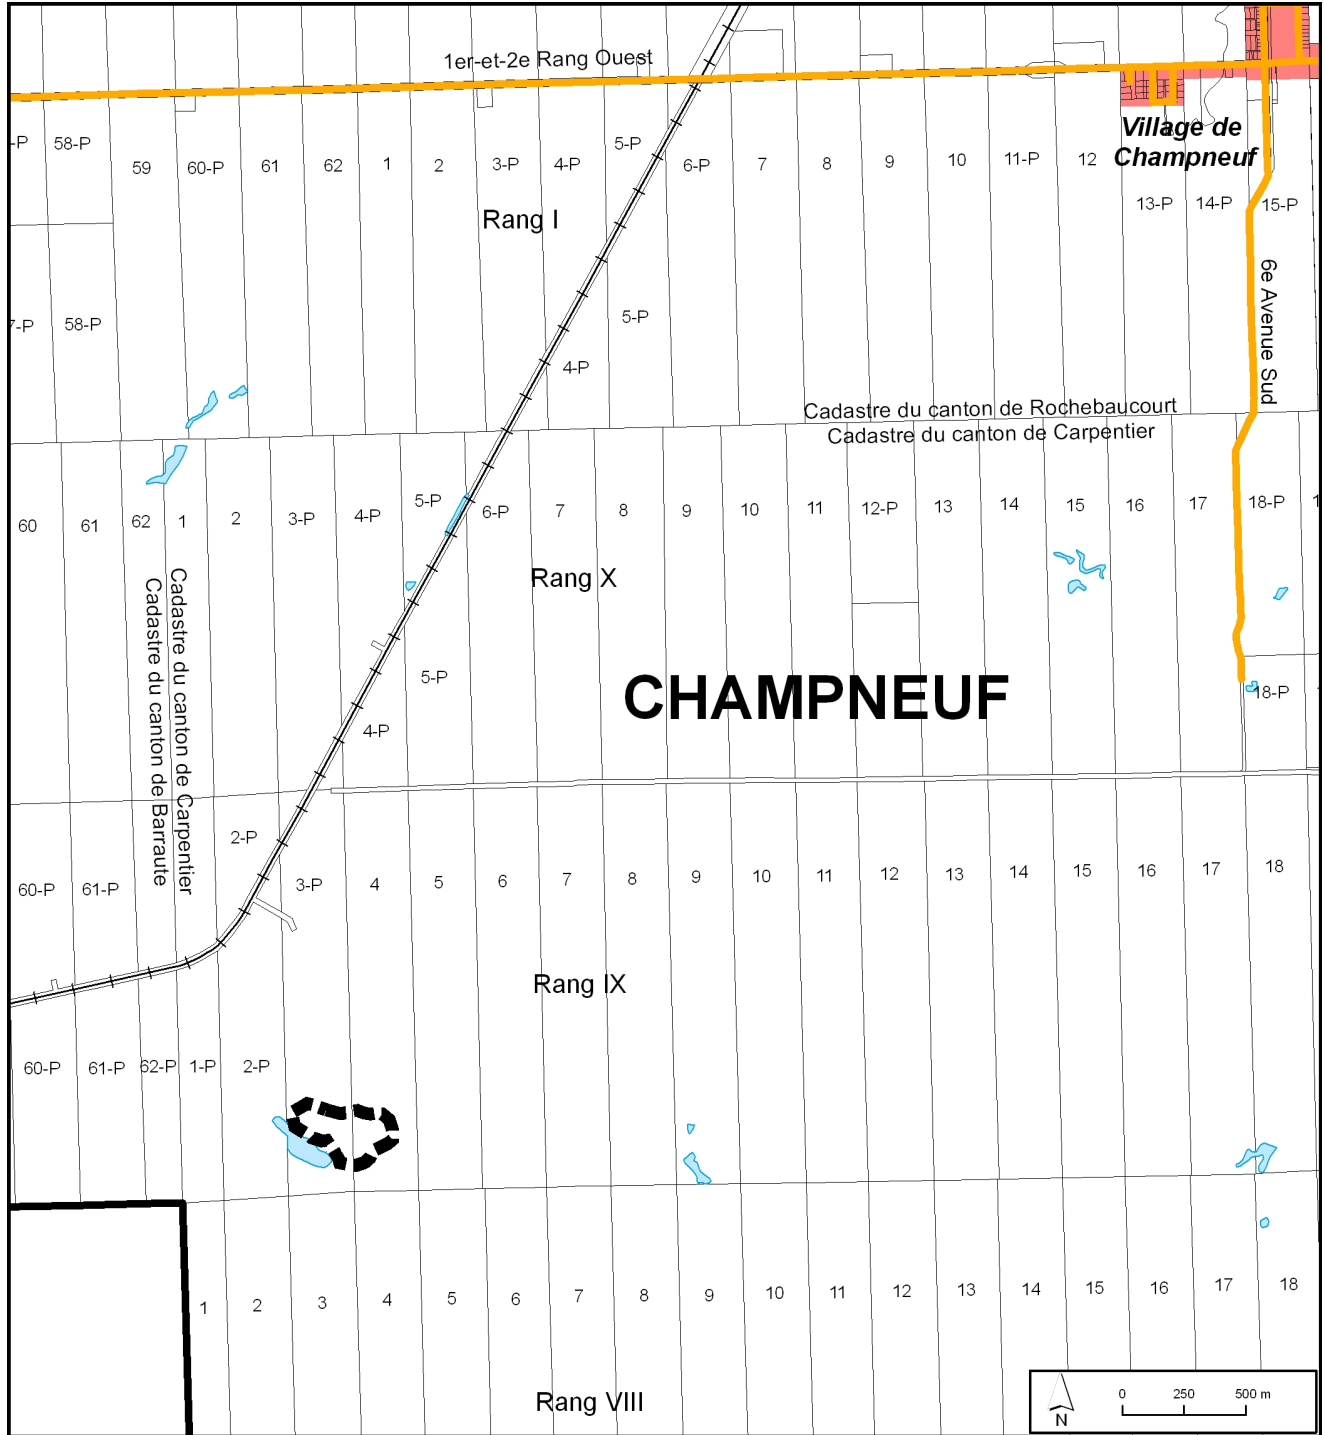 1er-et-2e Rang Ouest
Village de
Champneuf
-P 58-P 59 60-P 61 62 1 2 3-P 4-P 5-P 6-P 7 8 9 10 11-P 12 13-P 14-P 15-P
Rang I
6e Avenue Sud
7-P 58-P 4-P 5-P
Cadastre du canton de Rochebaucourt
Cadastre du canton de Carpentier
60 61 62 1 2 3-P 4-P 5-P 6-P 7 8 9 10 11 12-P 13 14 15 16 17 18-P 1
Rang X
Cadastre du canton de Carpentier
Cadastre du canton de Barraute
5-P
4-P
CHAMPNEUF
18-P
2-P
60-P 61-P 3-P 4 5 6 7 8 9 10 11 12 13 14 15 16 17 18
Rang IX
60-P 61-P 62-P 1-P 2-P
1 2 3 4 5 6 7 8 9 10 11 12 13 14 15 16 17 18
Rang VIII
N
0 250 500 m